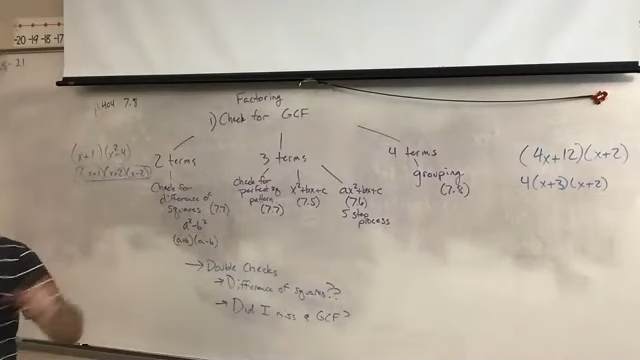 -20 -19 -18 -17
- 21
p 404 7.8
Factoring
1) Check for GCF
(x+1)(x²-4)
(x+1)(x+2)(x-2)
2 terms
Check for
difference of
squares (7.7)
a²-b²
(a+b)(a-b)
3 terms
Check for
perfect sq
pattern
(7.7)
x²+bx+c
(7.5)
ax²+bx+c
(7.6)
5 step
process
4 terms
grouping
(7.8)
(4x+12)(x+2)
4(x+3)(x+2)
→ Double Checks
→ Difference of squares??
→ Did I miss a GCF?